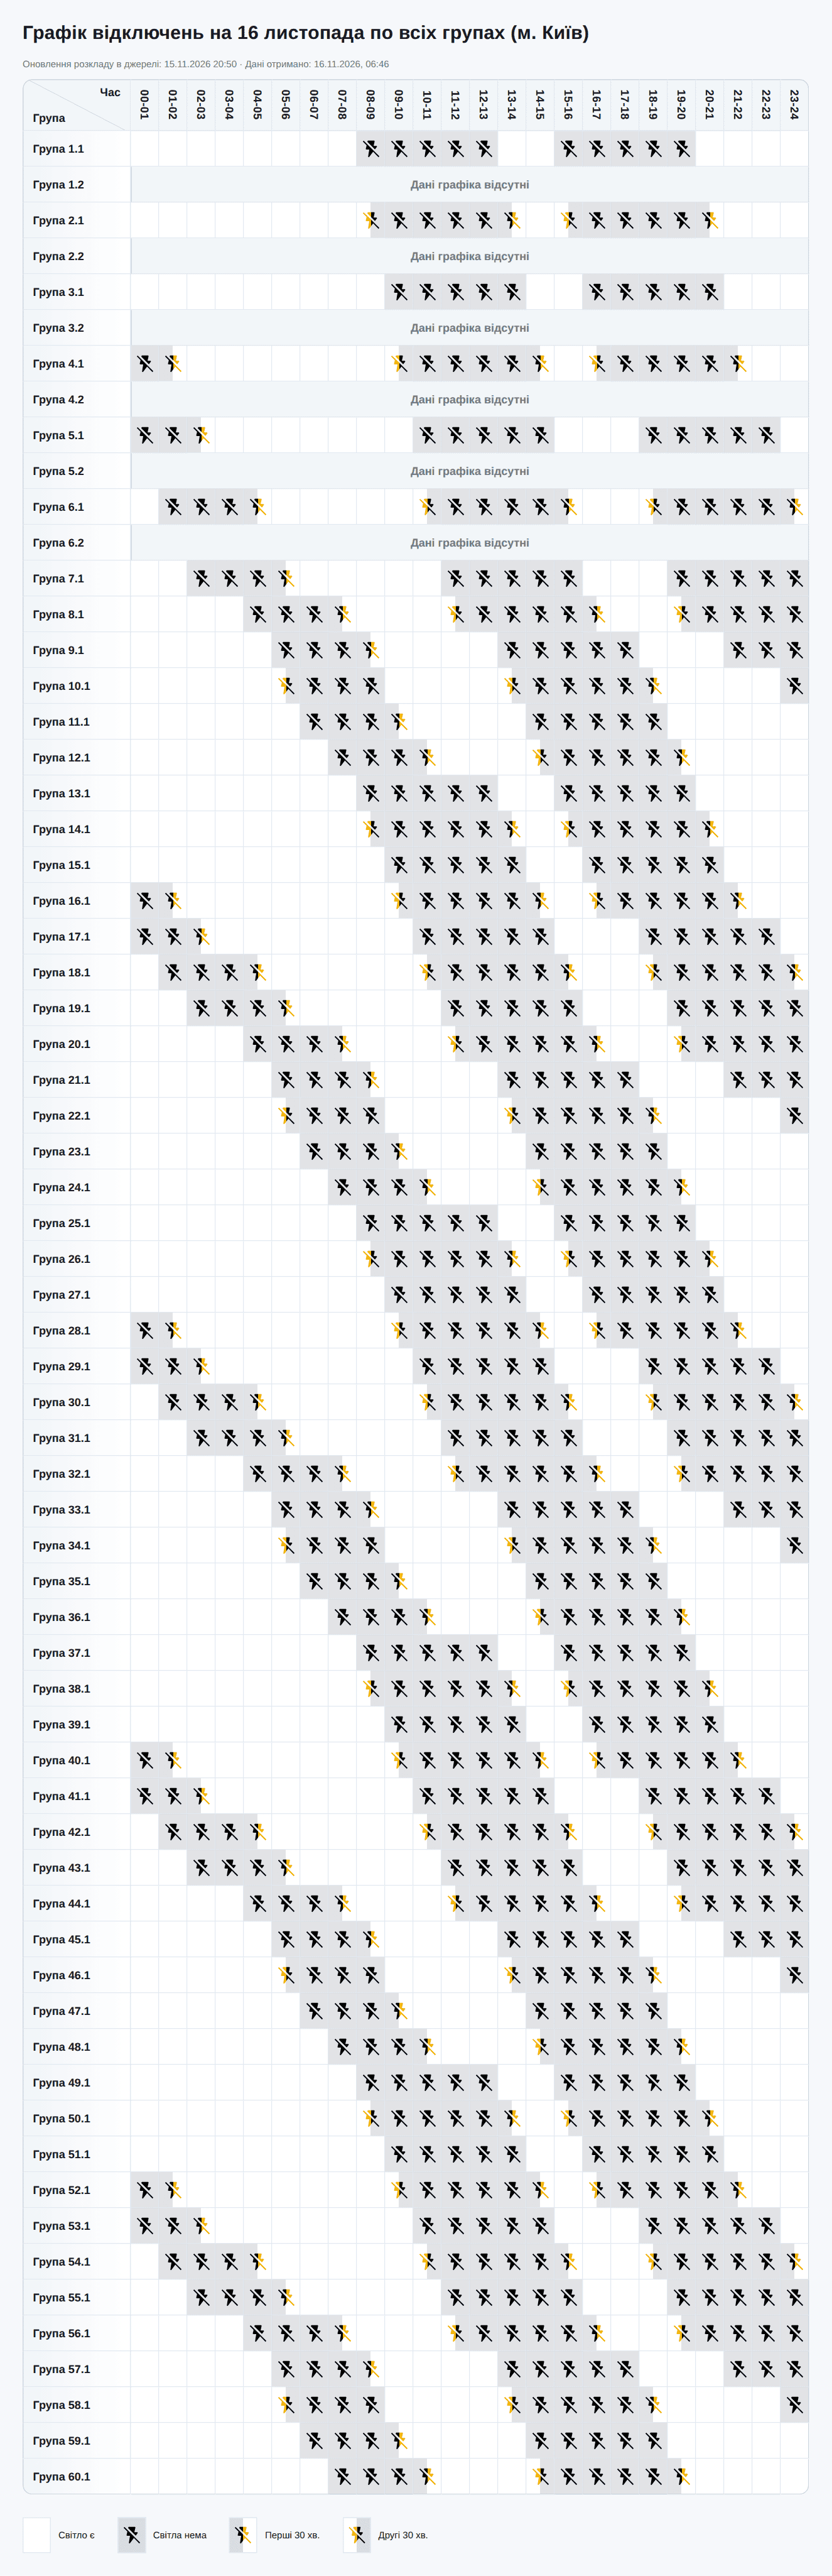 Графік відключень на 16 листопада по всіх групах (м. Київ)
Оновлення розкладу в джерелі: 15.11.2026 20:50 · Дані отримано: 16.11.2026, 06:46
Час
Група
00-01 01-02 02-03 03-04 04-05 05-06 06-07 07-08 08-09 09-10 10-11 11-12 12-13 13-14 14-15 15-16 16-17 17-18 18-19 19-20 20-21 21-22 22-23 23-24
Група 1.1
Група 1.2 Дані графіка відсутні
Група 2.1
Група 2.2 Дані графіка відсутні
Група 3.1
Група 3.2 Дані графіка відсутні
Група 4.1
Група 4.2 Дані графіка відсутні
Група 5.1
Група 5.2 Дані графіка відсутні
Група 6.1
Група 6.2 Дані графіка відсутні
Група 7.1
Група 8.1
Група 9.1
Група 10.1
Група 11.1
Група 12.1
Група 13.1
Група 14.1
Група 15.1
Група 16.1
Група 17.1
Група 18.1
Група 19.1
Група 20.1
Група 21.1
Група 22.1
Група 23.1
Група 24.1
Група 25.1
Група 26.1
Група 27.1
Група 28.1
Група 29.1
Група 30.1
Група 31.1
Група 32.1
Група 33.1
Група 34.1
Група 35.1
Група 36.1
Група 37.1
Група 38.1
Група 39.1
Група 40.1
Група 41.1
Група 42.1
Група 43.1
Група 44.1
Група 45.1
Група 46.1
Група 47.1
Група 48.1
Група 49.1
Група 50.1
Група 51.1
Група 52.1
Група 53.1
Група 54.1
Група 55.1
Група 56.1
Група 57.1
Група 58.1
Група 59.1
Група 60.1
Світло є Світла нема Перші 30 хв. Другі 30 хв.